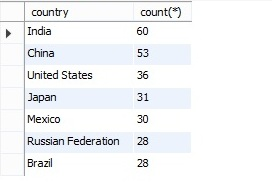 country count(*)
India 60
China 53
United States 36
Japan 31
Mexico 30
Russian Federation 28
Brazil 28